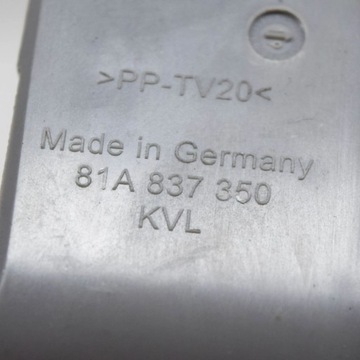 >PP-TV20<
Made in Germany
81A 837 350
KVL